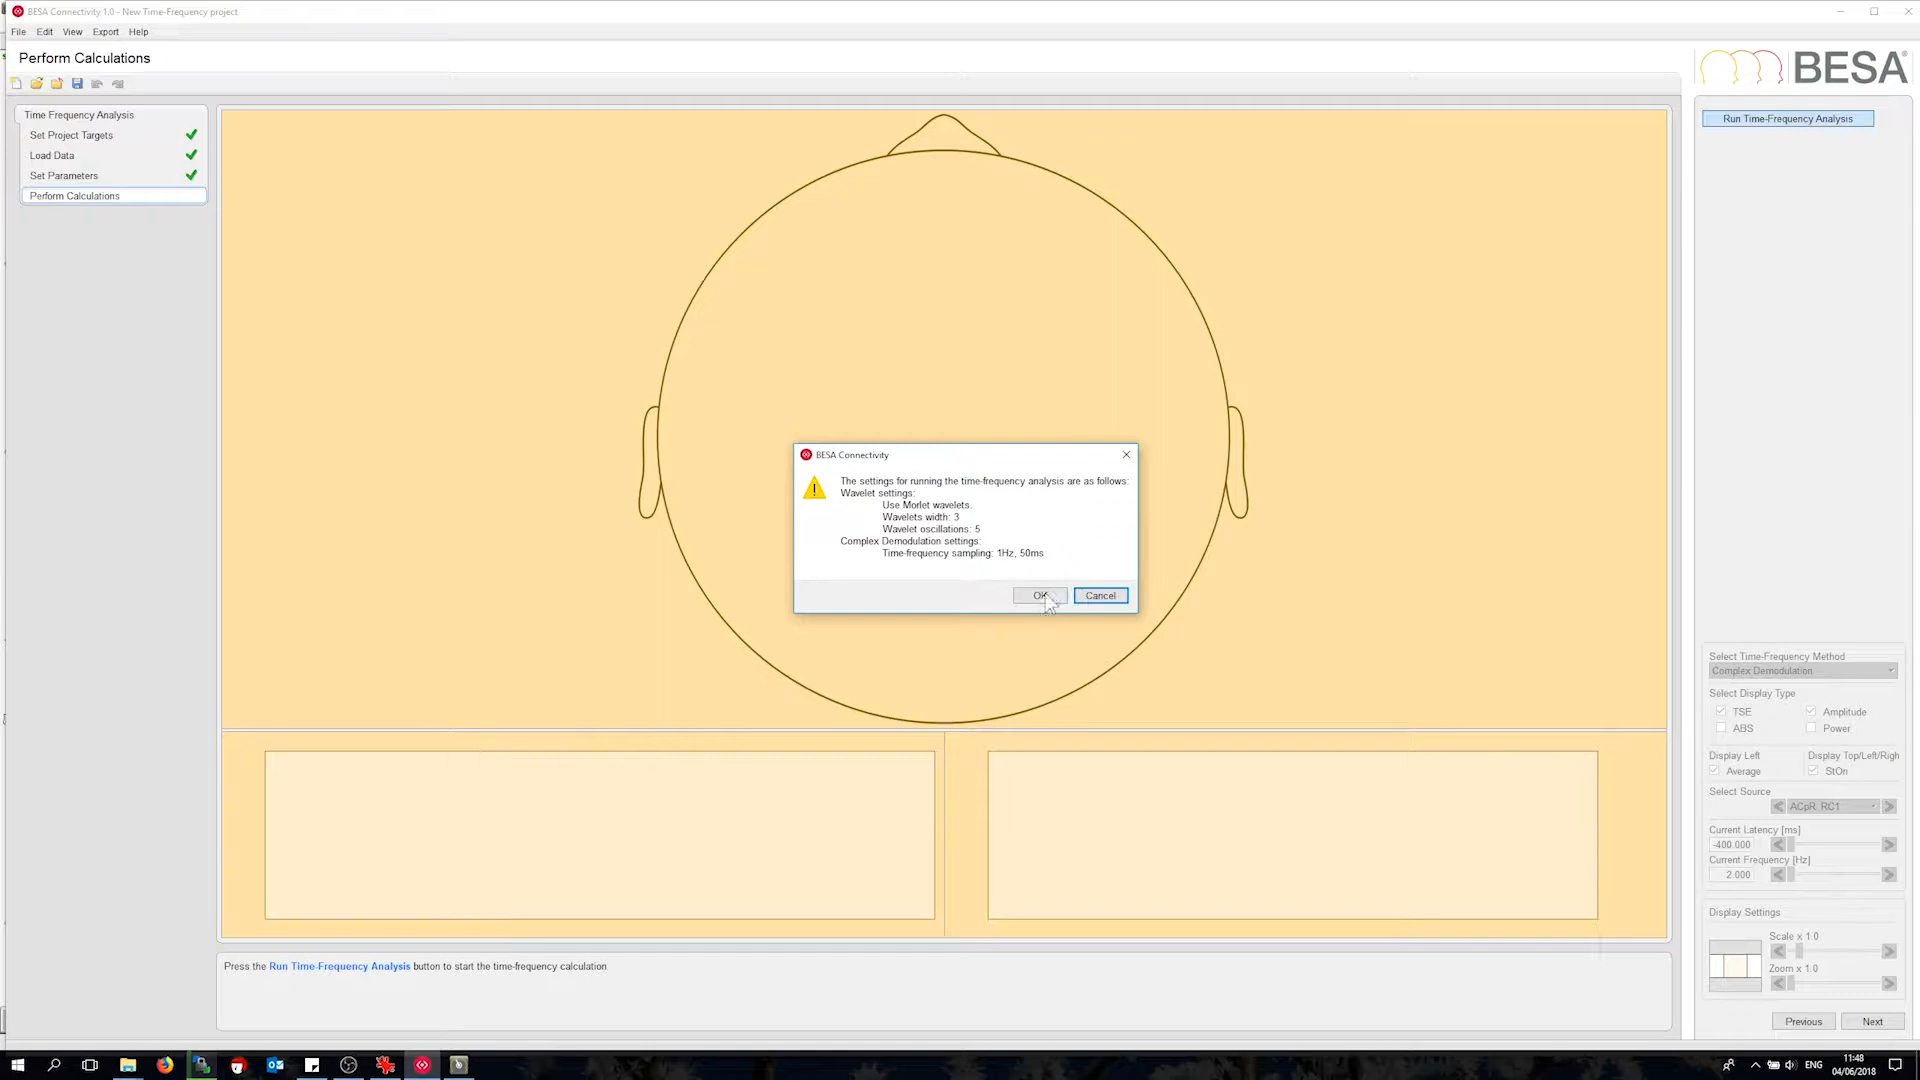 BESA Connectivity 1.0 - New Time-Frequency project
File Edit View Export Help
Perform Calculations
BESA®
Time Frequency Analysis
Set Project Targets
Load Data
Set Parameters
Perform Calculations
Run Time-Frequency Analysis
BESA Connectivity
The settings for running the time-frequency analysis are as follows:
Wavelet settings:
Use Morlet wavelets.
Wavelets width: 3
Wavelet oscillations: 5
Complex Demodulation settings:
Time-frequency sampling: 1Hz, 50ms
OK Cancel
Select Time-Frequency Method
Complex Demodulation
Select Display Type
TSE Amplitude
ABS Power
Display Left Display Top/Left/Righ
Average StOn
Select Source
ACpR_RC1
Current Latency [ms]
-400.000
Current Frequency [Hz]
2.000
Display Settings
Scale x 1.0
Zoom x 1.0
Press the Run Time-Frequency Analysis button to start the time-frequency calculation
Previous Next
ENG
11:48
04/06/2018